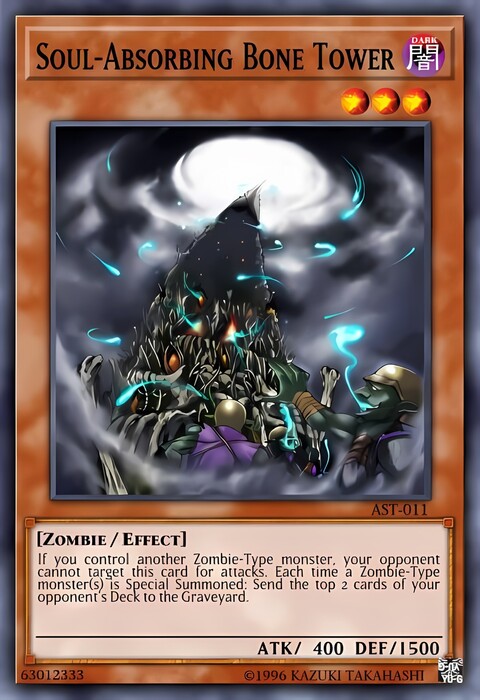 Soul-Absorbing Bone Tower
DARK
闇
AST-011
[Zombie / Effect]
If you control another Zombie-Type monster, your opponent
cannot target this card for attacks. Each time a Zombie-Type
monster(s) is Special Summoned: Send the top 2 cards of your
opponent's Deck to the Graveyard.
ATK/ 400 DEF/1500
63012333
©1996 KAZUKI TAKAHASHI